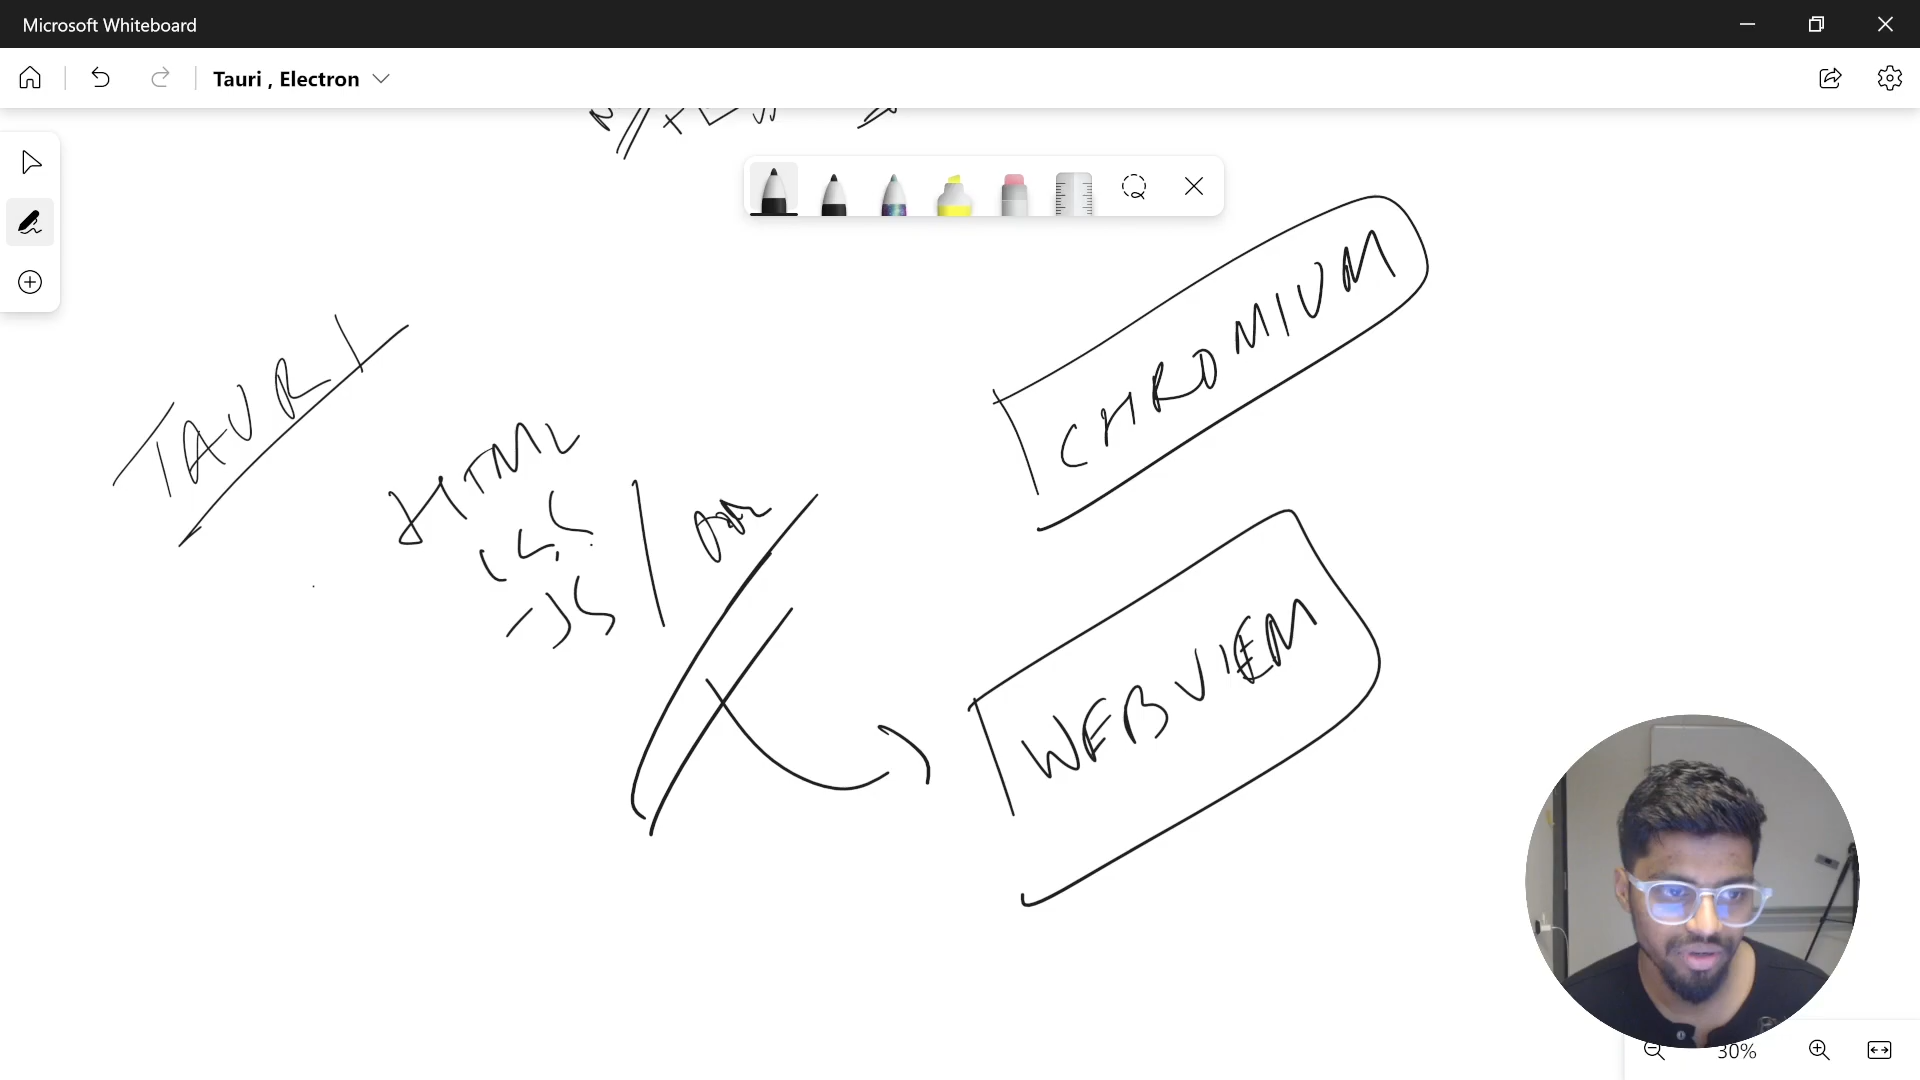 Microsoft Whiteboard
Tauri , Electron
CHROMIUM
TAURI
HTML
CSS
JS
WEBVIEW
30%